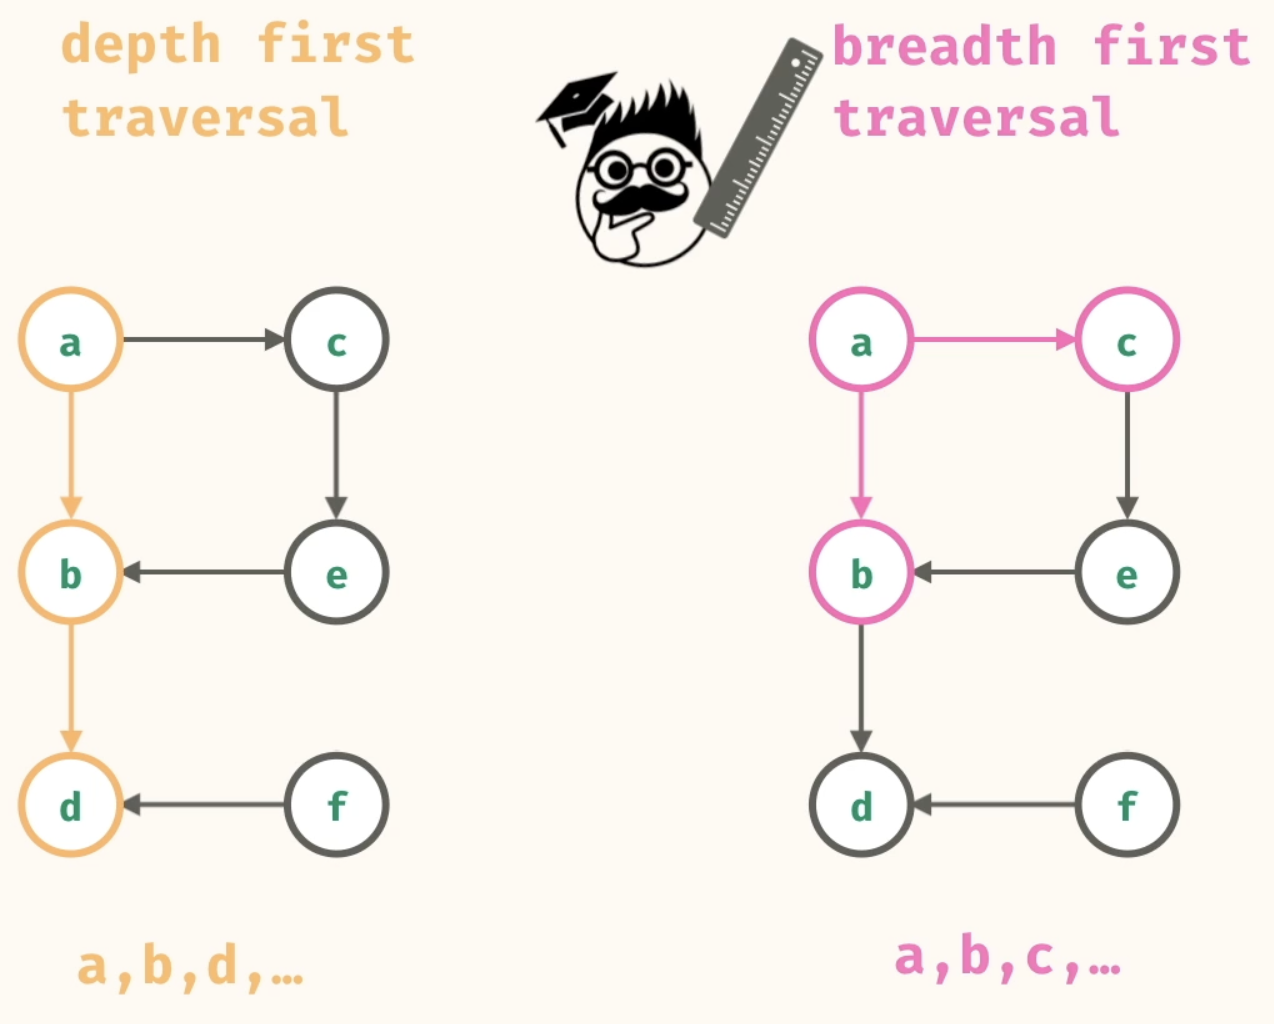 depth first
traversal
breadth first
traversal
a
c
b
e
d
f
a,b,d,…
a
c
b
e
d
f
a,b,c,…